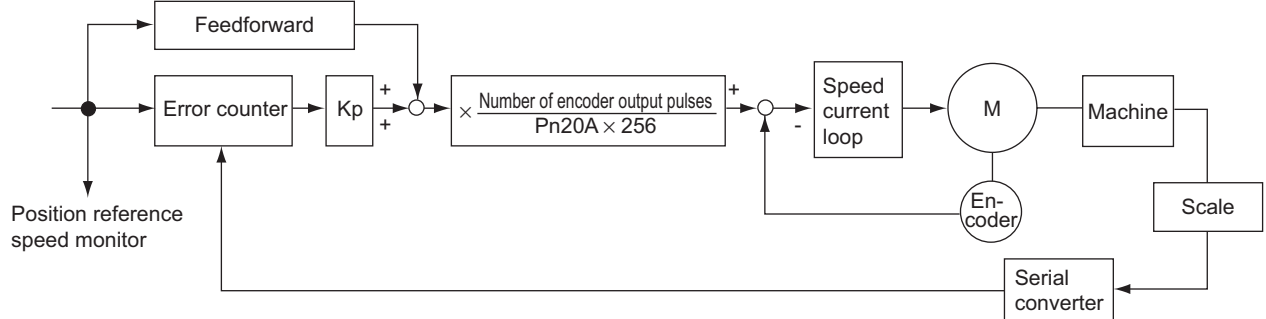 Feedforward
Error counter
Kp
+
+
× Number of encoder output pulses
Pn20A × 256
+
-
Speed
current
loop
M
Machine
En-
coder
Scale
Position reference
speed monitor
Serial
converter